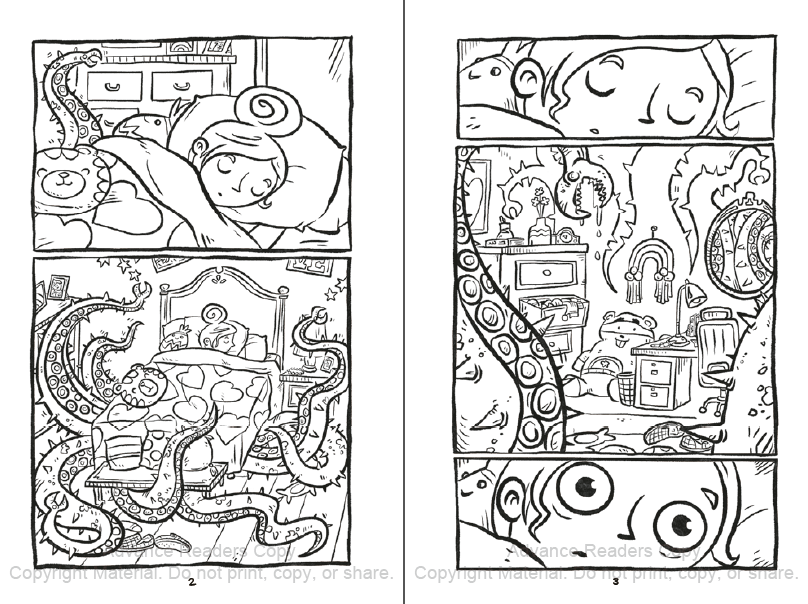 Advance Readers Copy
Copyright Material. Do not print, copy, or share.
2
Advance Readers Copy
Copyright Material. Do not print, copy, or share.
3